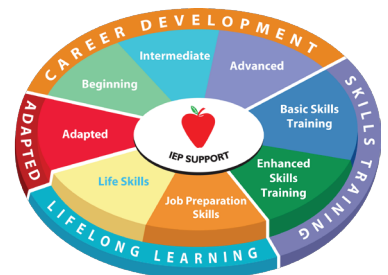 CAREER DEVELOPMENT
Intermediate
Advanced
Beginning
SKILLS TRAINING
Basic Skills
Training
ADAPTED
Adapted
IEP SUPPORT
Enhanced
Skills
Training
Life Skills
Job Preparation
Skills
LIFELONG LEARNING